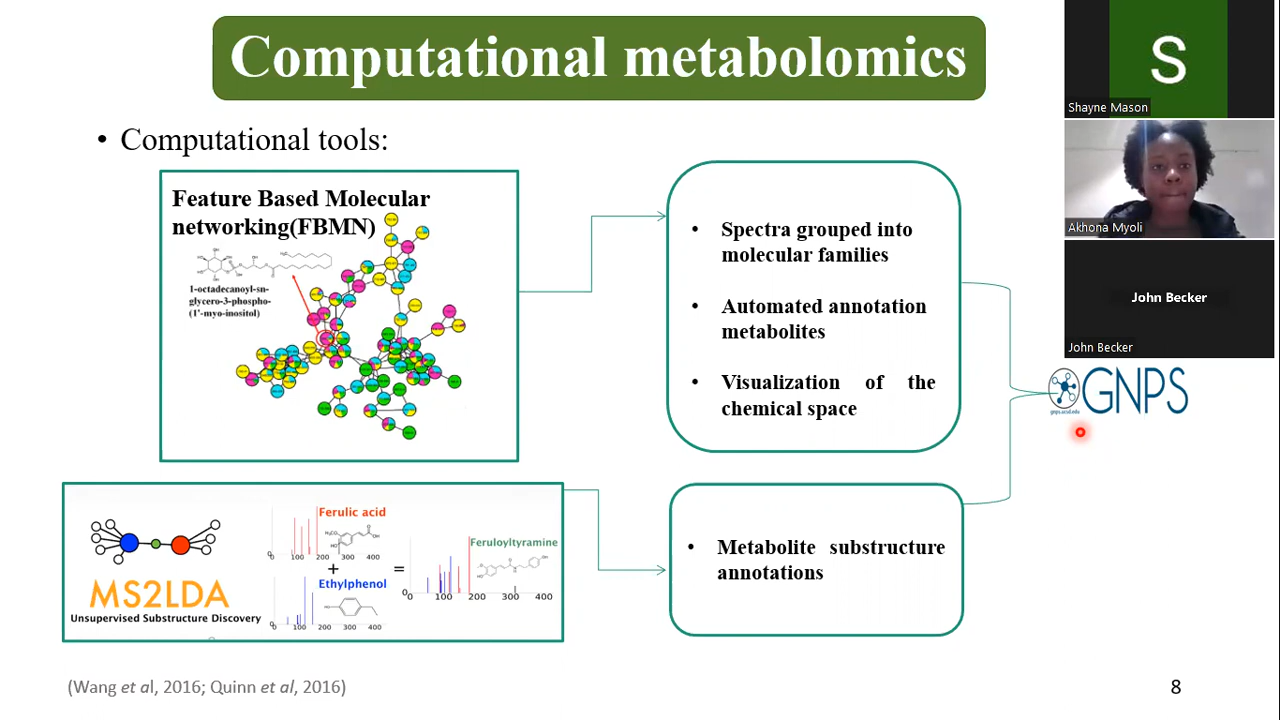 Computational metabolomics
• Computational tools:
Feature Based Molecular
networking(FBMN)
1-octadecanoyl-sn-
glycero-3-phospho-
(1'-myo-inositol)
• Spectra grouped into
molecular families
• Automated annotation
metabolites
• Visualization of the
chemical space
GNPS
gnps.ucsd.edu
MS2LDA
Unsupervised Substructure Discovery
Ferulic acid
0 100 200 300 400
+
Ethylphenol
0 100 200 300 400
=
Feruloyltyramine
0 100 200 300 400
• Metabolite substructure
annotations
(Wang et al, 2016; Quinn et al, 2016)
8
S
Shayne Mason
Akhona Myoli
John Becker
John Becker